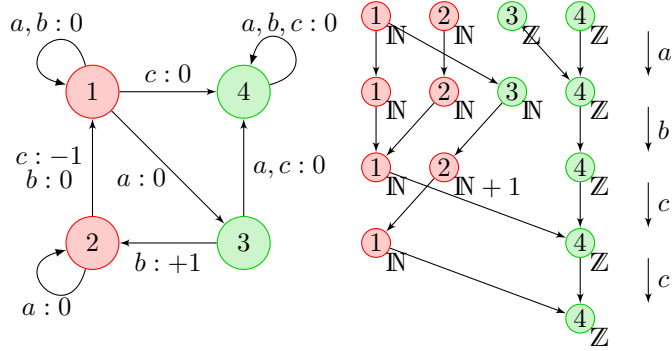 a, b : 0
a, b, c : 0
1
c : 0
4
c : −1
b : 0
a : 0
a, c : 0
2
b : +1
3
a : 0
1 ℕ 2 ℕ 3 ℤ 4 ℤ
a
1 ℕ 2 ℕ 3 ℕ 4 ℤ
b
1 ℕ 2 ℕ + 1 4 ℤ
c
1 ℕ 4 ℤ
c
4 ℤ